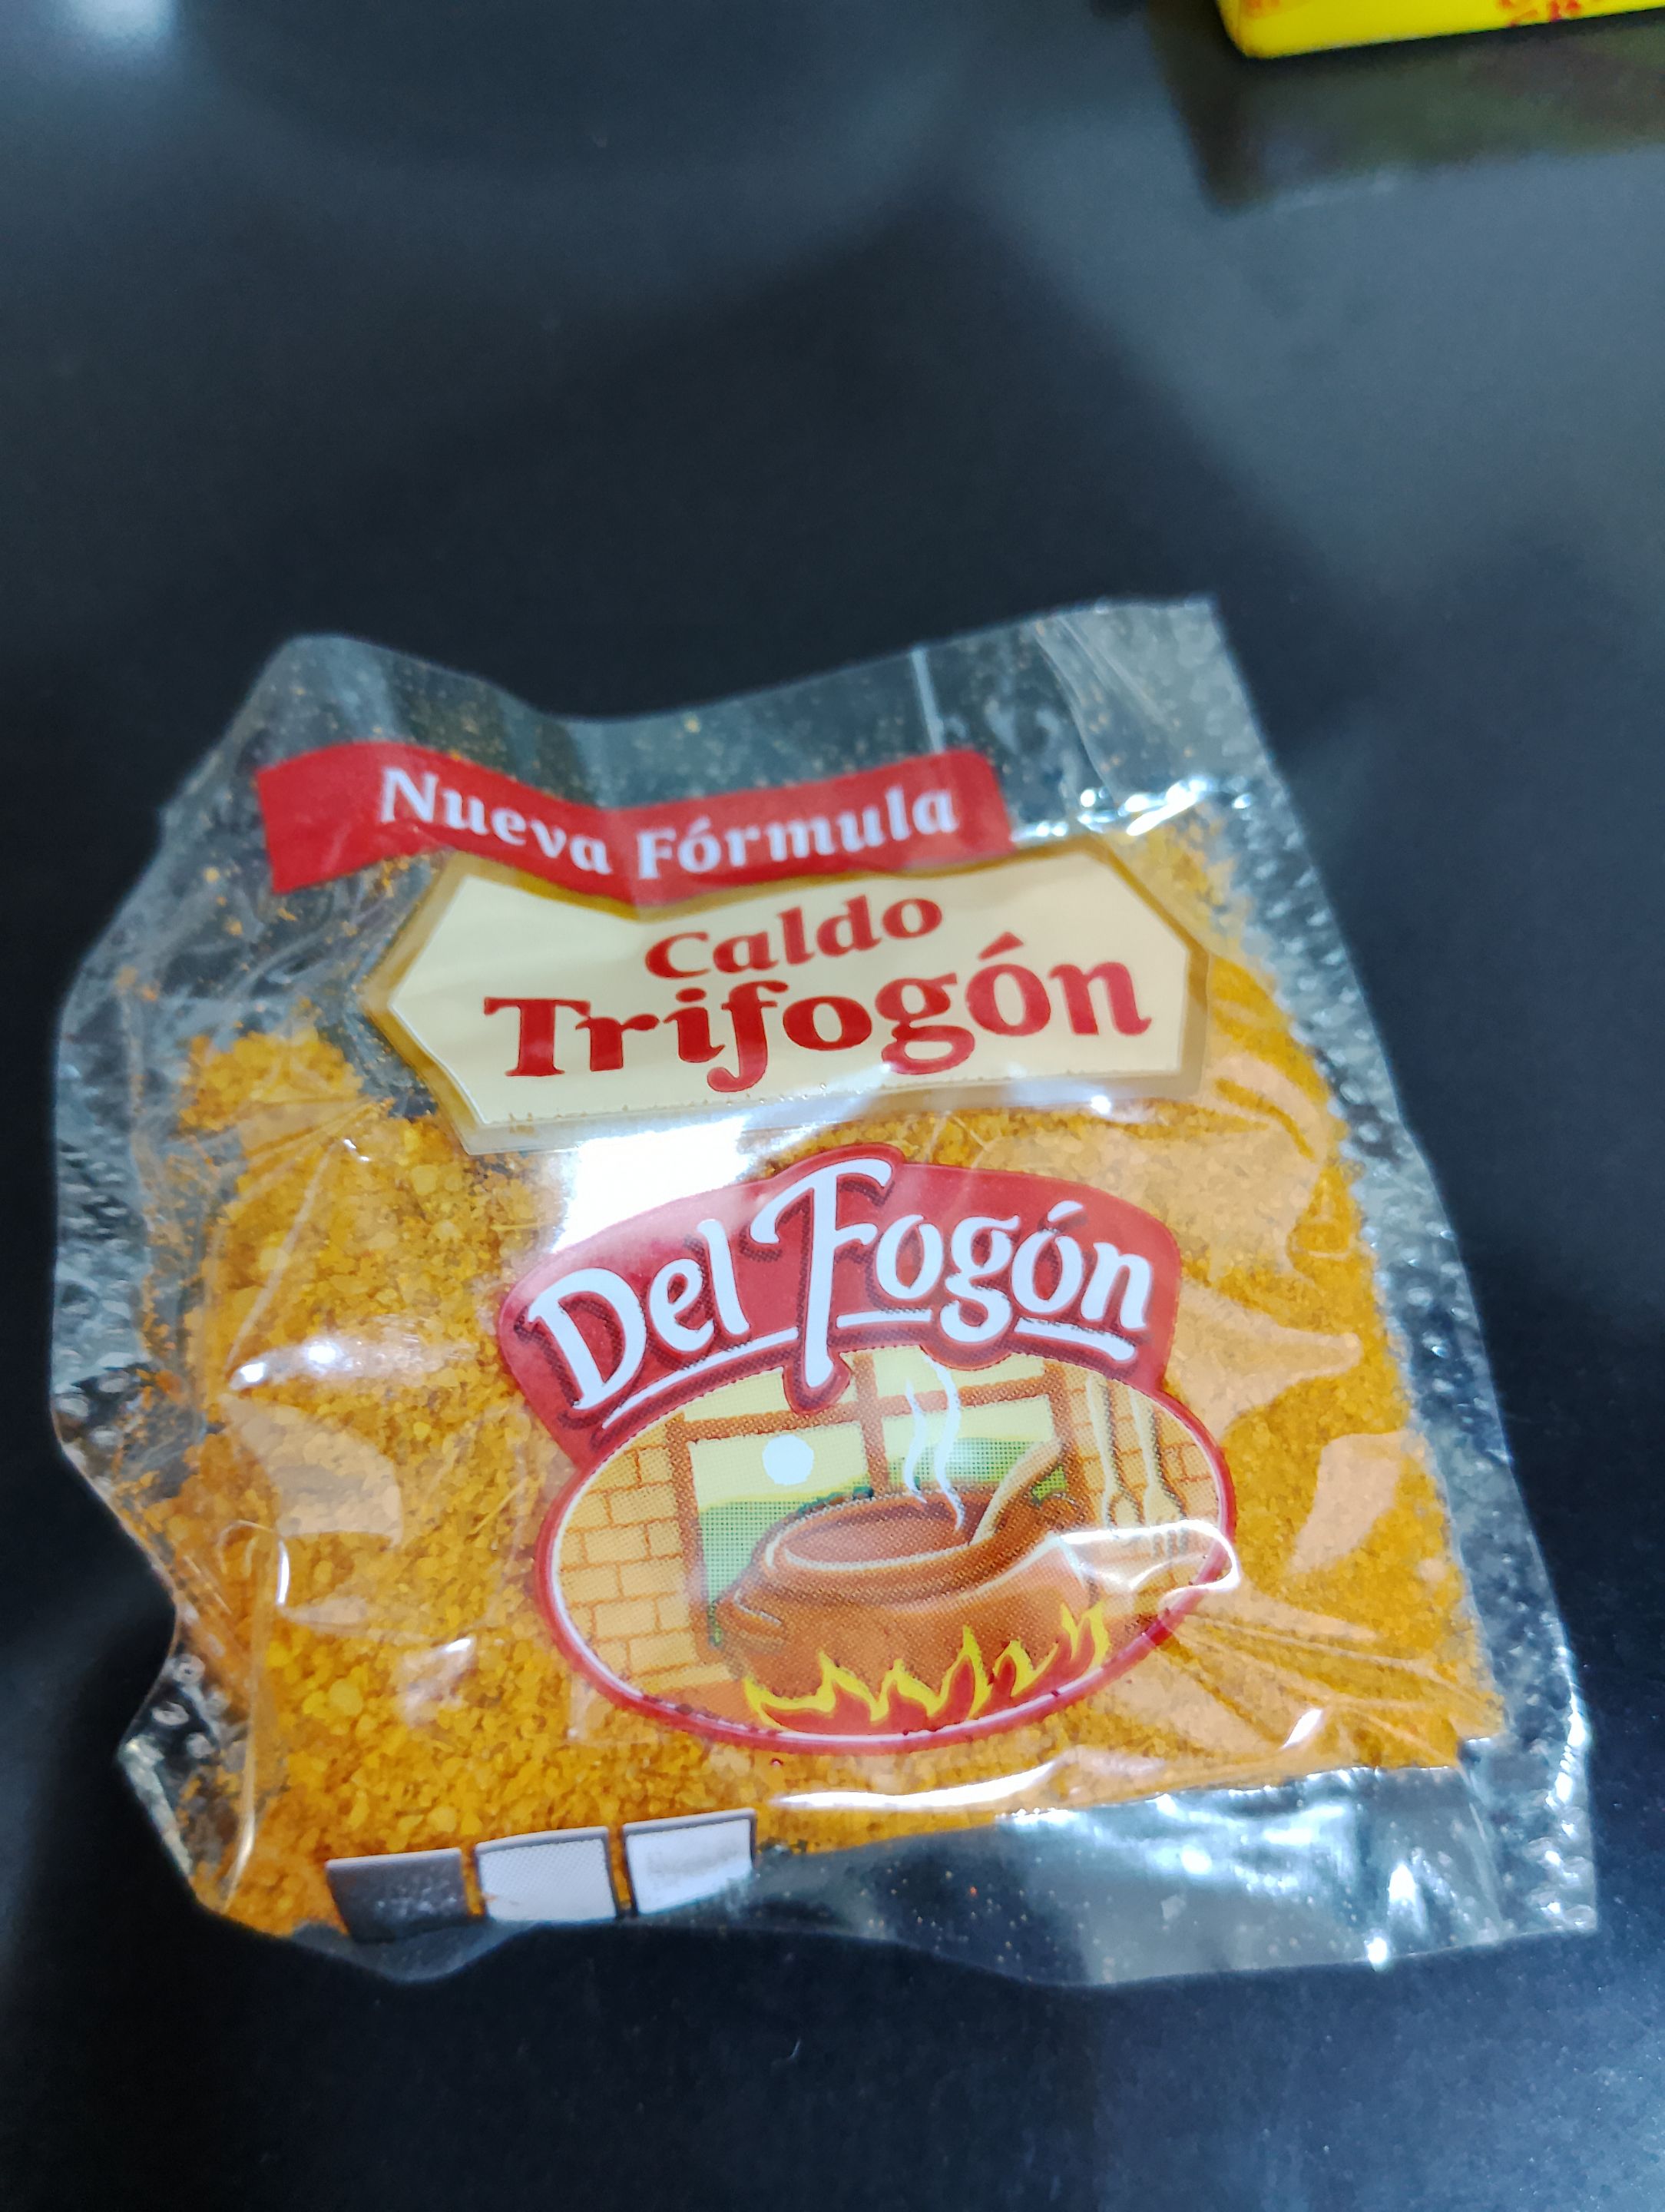 Nueva Fórmula
Caldo
Trifogón
Del Fogón